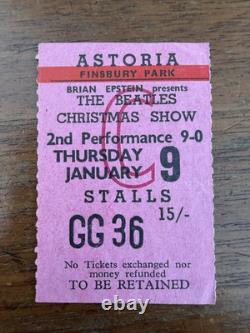 ASTORIA
FINSBURY PARK
BRIAN EPSTEIN presents
THE BEATLES
CHRISTMAS SHOW
2nd Performance 9-0
THURSDAY
JANUARY 9
C
STALLS
15/-
GG 36
No Tickets exchanged nor
money refunded
TO BE RETAINED